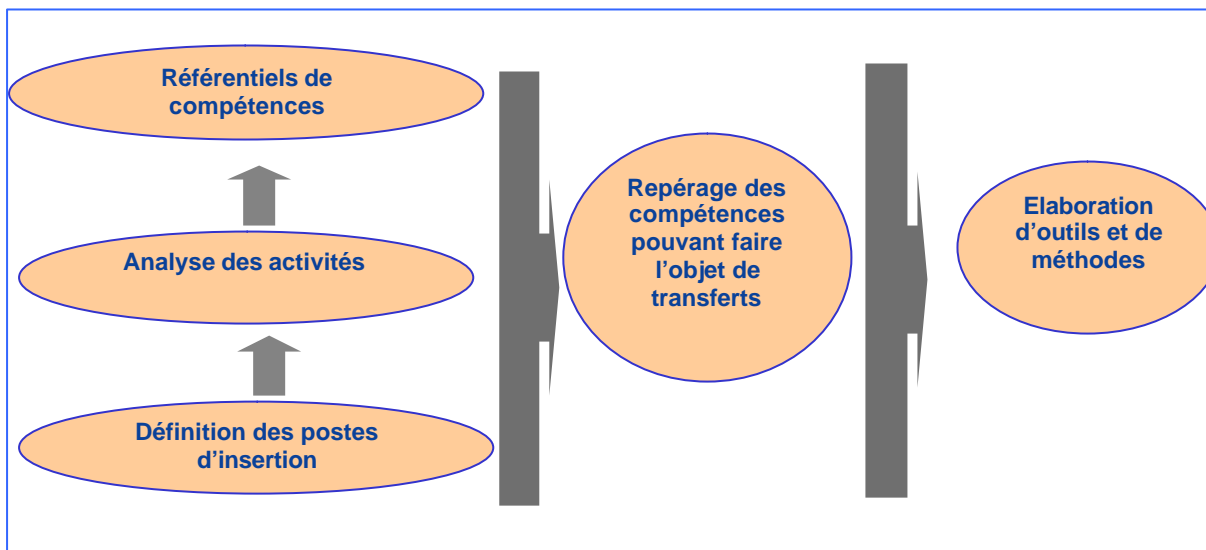 Référentiels de
compétences
Analyse des activités
Définition des postes
d’insertion
Repérage des
compétences
pouvant faire
l’objet de
transferts
Elaboration
d’outils et de
méthodes